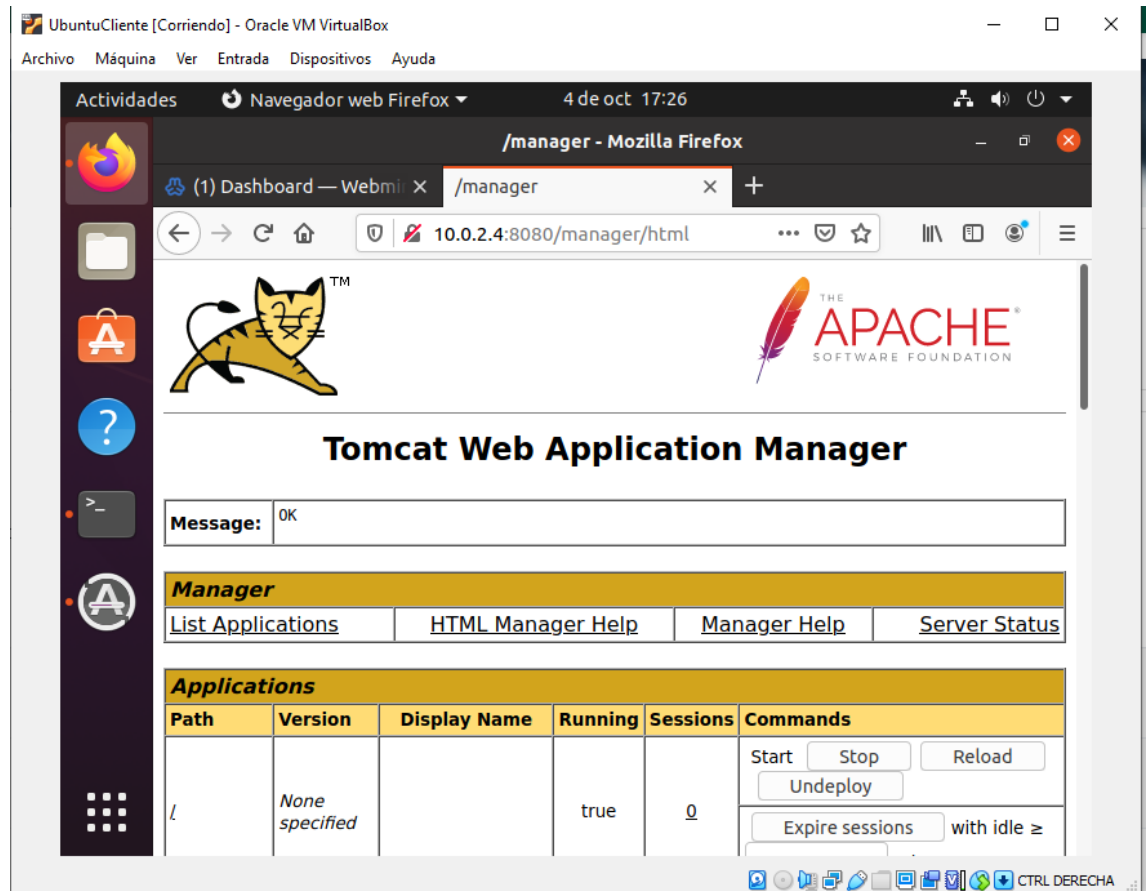 UbuntuCliente [Corriendo] - Oracle VM VirtualBox
Archivo Máquina Ver Entrada Dispositivos Ayuda
Actividades Navegador web Firefox 4 de oct 17:26
/manager - Mozilla Firefox
(1) Dashboard — Webmi /manager
10.0.2.4:8080/manager/html
TM
THE
APACHE
SOFTWARE FOUNDATION
Tomcat Web Application Manager
Message: OK
Manager
List Applications HTML Manager Help Manager Help Server Status
Applications
Path Version Display Name Running Sessions Commands
/ None specified true 0 Start Stop Reload
Undeploy
Expire sessions with idle ≥
CTRL DERECHA